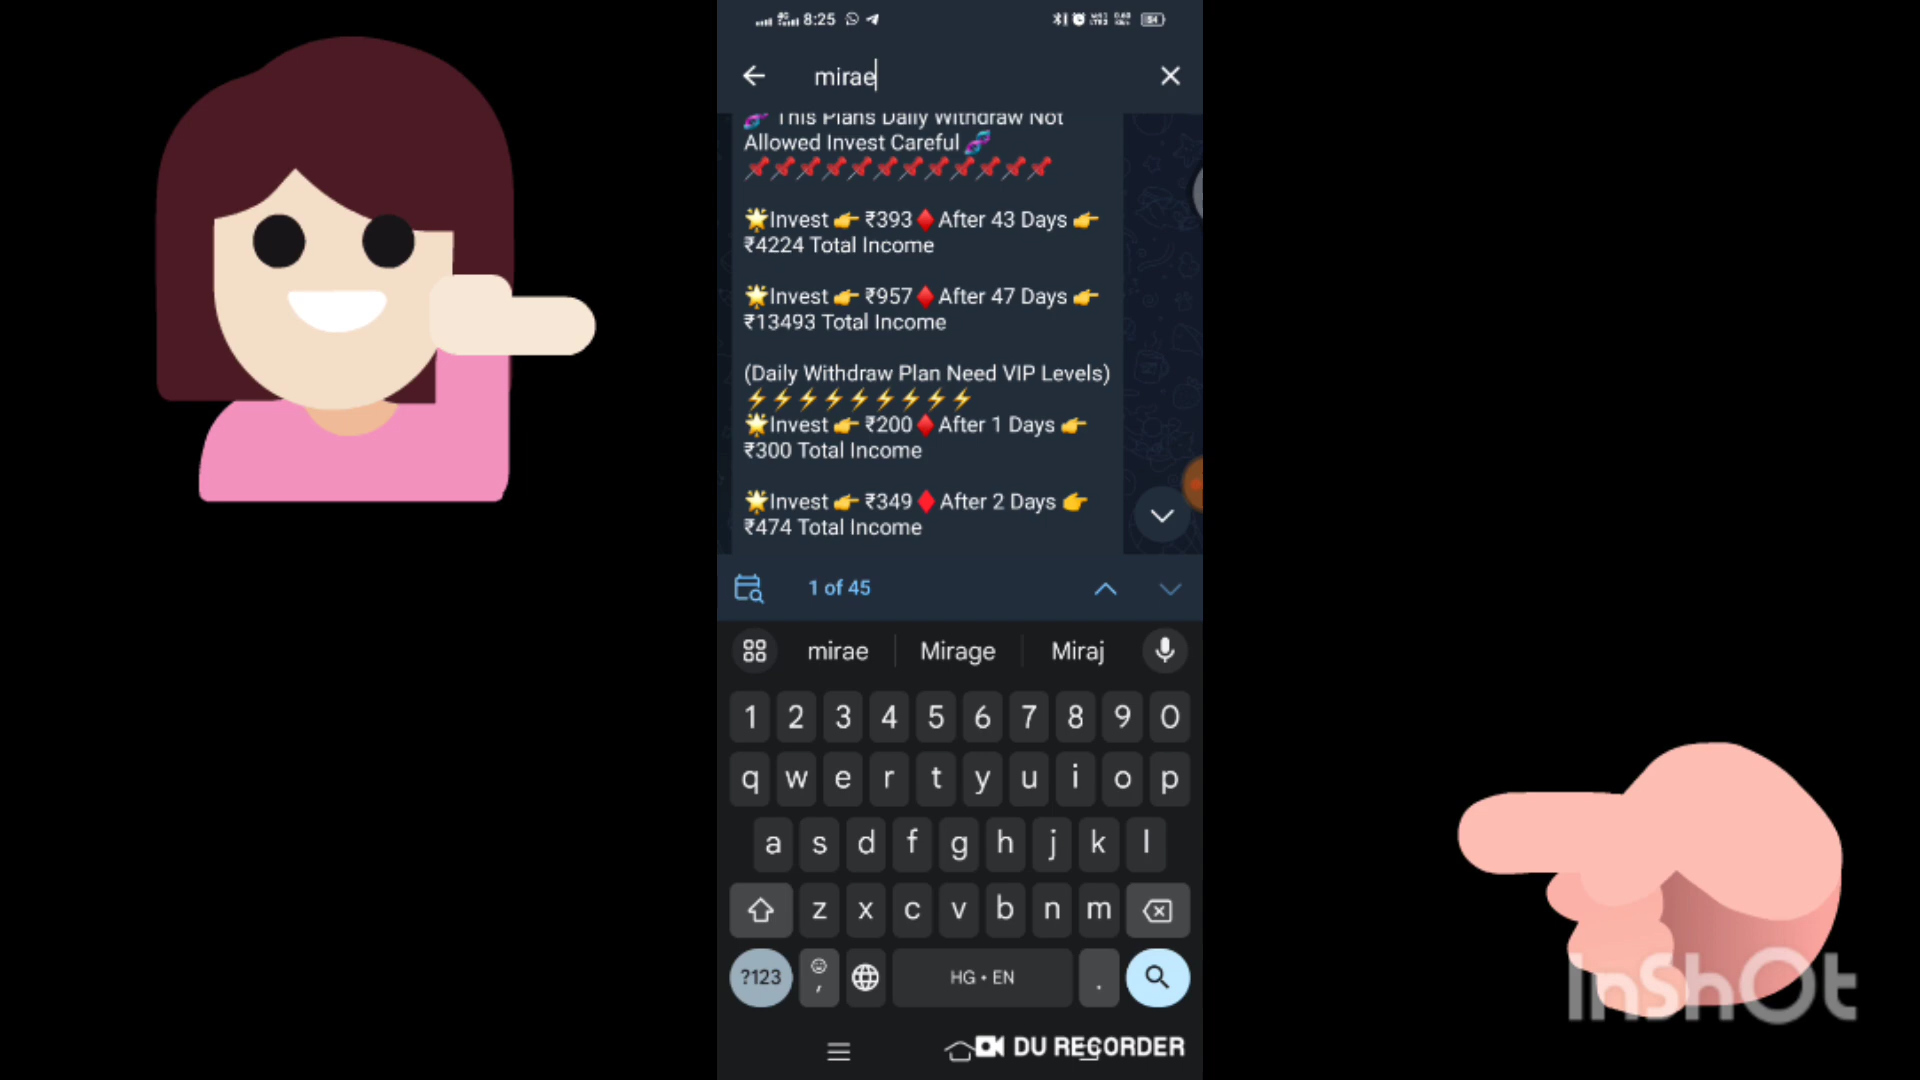 8:25
mirae
This Plans Daily Withdraw Not
Allowed Invest Careful
Invest ₹393 After 43 Days
₹4224 Total Income
Invest ₹957 After 47 Days
₹13493 Total Income
(Daily Withdraw Plan Need VIP Levels)
Invest ₹200 After 1 Days
₹300 Total Income
Invest ₹349 After 2 Days
₹474 Total Income
1 of 45
mirae Mirage Miraj
1 2 3 4 5 6 7 8 9 0
q w e r t y u i o p
a s d f g h j k l
z x c v b n m
?123 , HG • EN .
InShOt
DU RECORDER